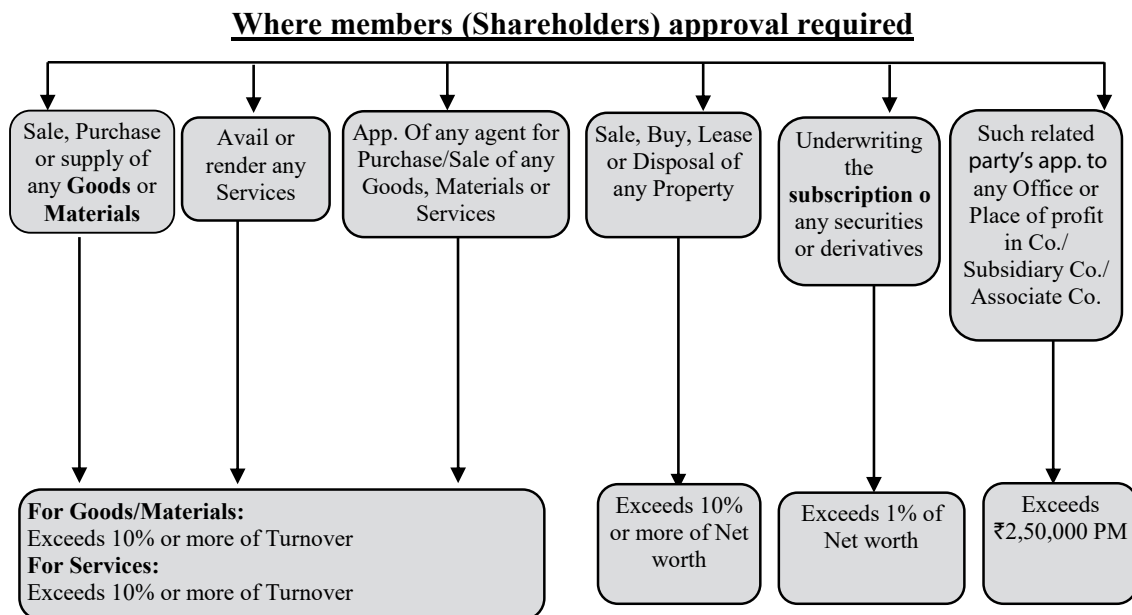 Where members (Shareholders) approval required
Sale, Purchase
or supply of
any Goods or
Materials
Avail or
render any
Services
App. Of any agent for
Purchase/Sale of any
Goods, Materials or
Services
Sale, Buy, Lease
or Disposal of
any Property
Underwriting
the
subscription o
any securities
or derivatives
Such related
party's app. to
any Office or
Place of profit
in Co./
Subsidiary Co./
Associate Co.
For Goods/Materials:
Exceeds 10% or more of Turnover
For Services:
Exceeds 10% or more of Turnover
Exceeds 10%
or more of Net
worth
Exceeds 1% of
Net worth
Exceeds
₹2,50,000 PM